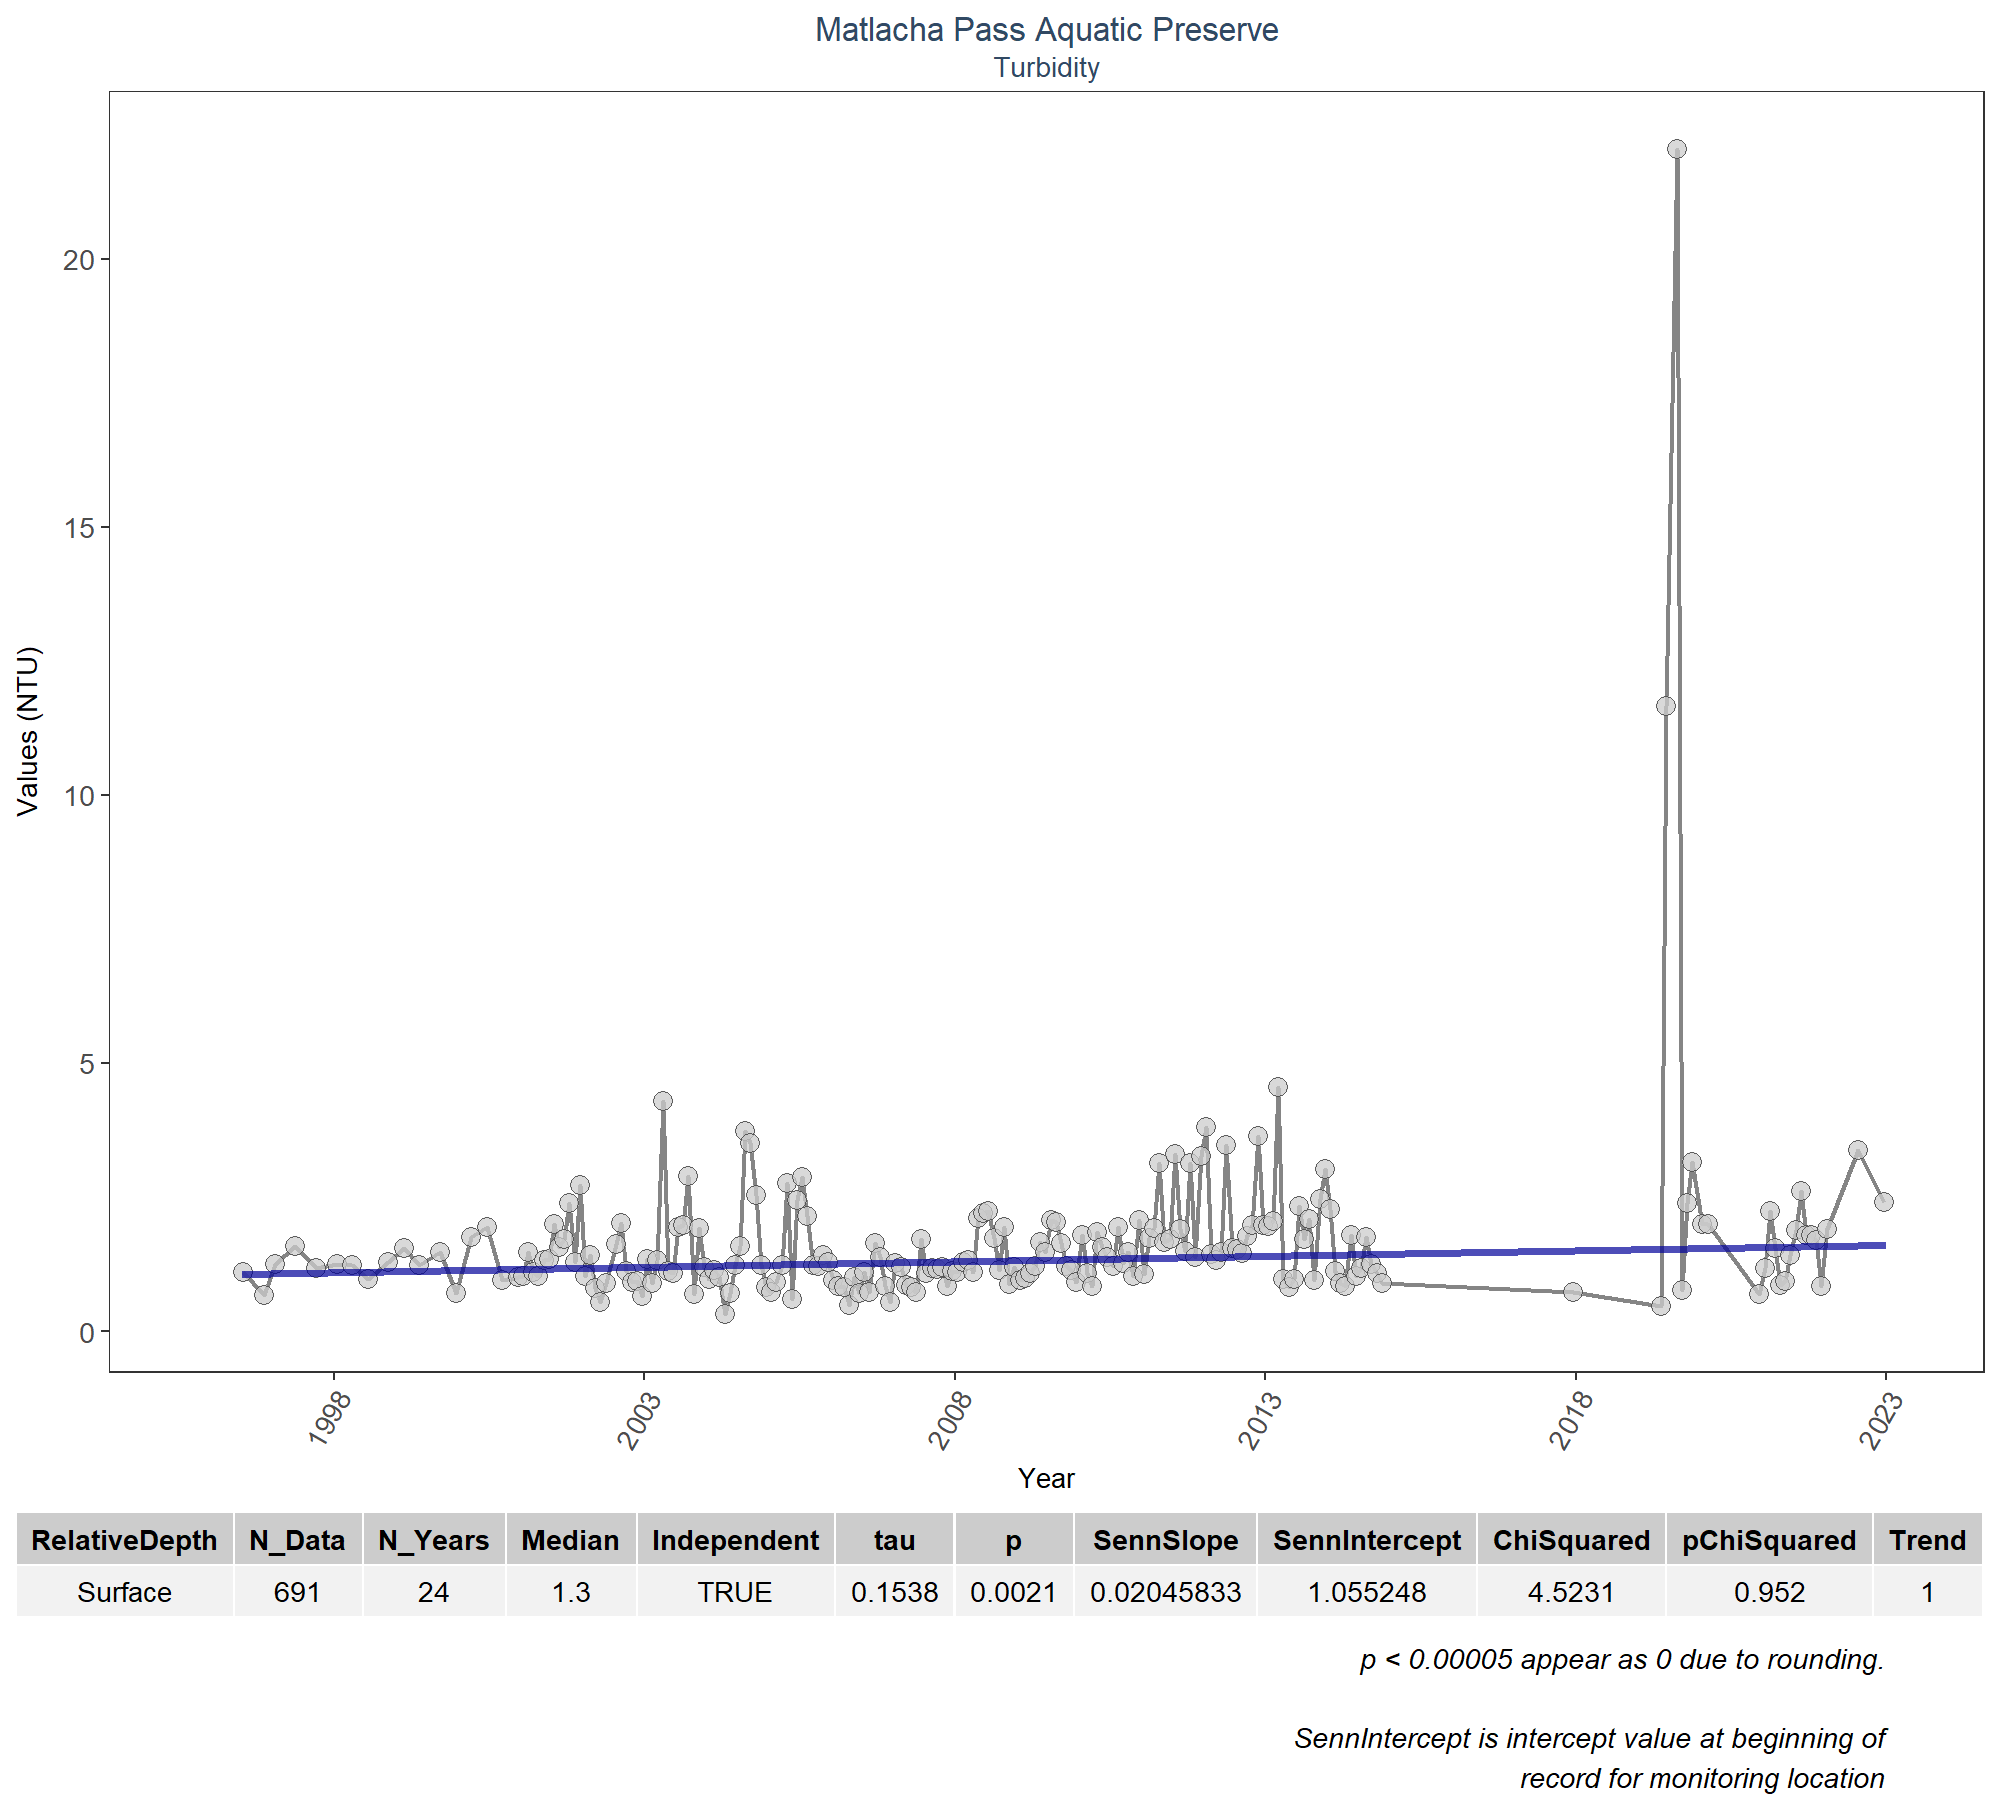 Matlacha Pass Aquatic Preserve
Turbidity
Values (NTU)
20
15
10
5
0
1998
2003
2008
2013
2018
2023
Year
RelativeDepth N_Data N_Years Median Independent tau p SennSlope SennIntercept ChiSquared pChiSquared Trend
Surface 691 24 1.3 TRUE 0.1538 0.0021 0.02045833 1.055248 4.5231 0.952 1
p < 0.00005 appear as 0 due to rounding.
SennIntercept is intercept value at beginning of
record for monitoring location